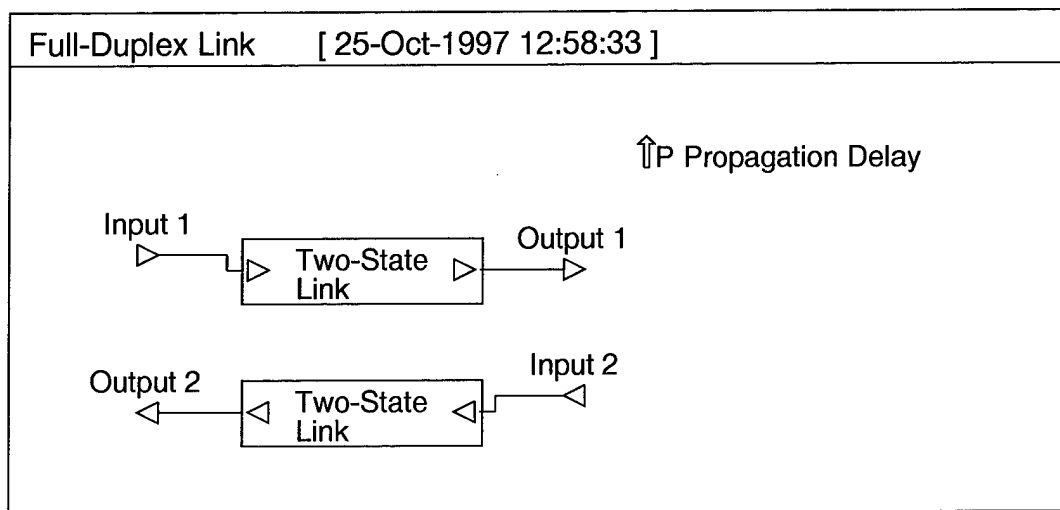 Full-Duplex Link [ 25-Oct-1997 12:58:33 ]
⇑P Propagation Delay
Input 1
Two-State
Link
Output 1
Output 2
Two-State
Link
Input 2